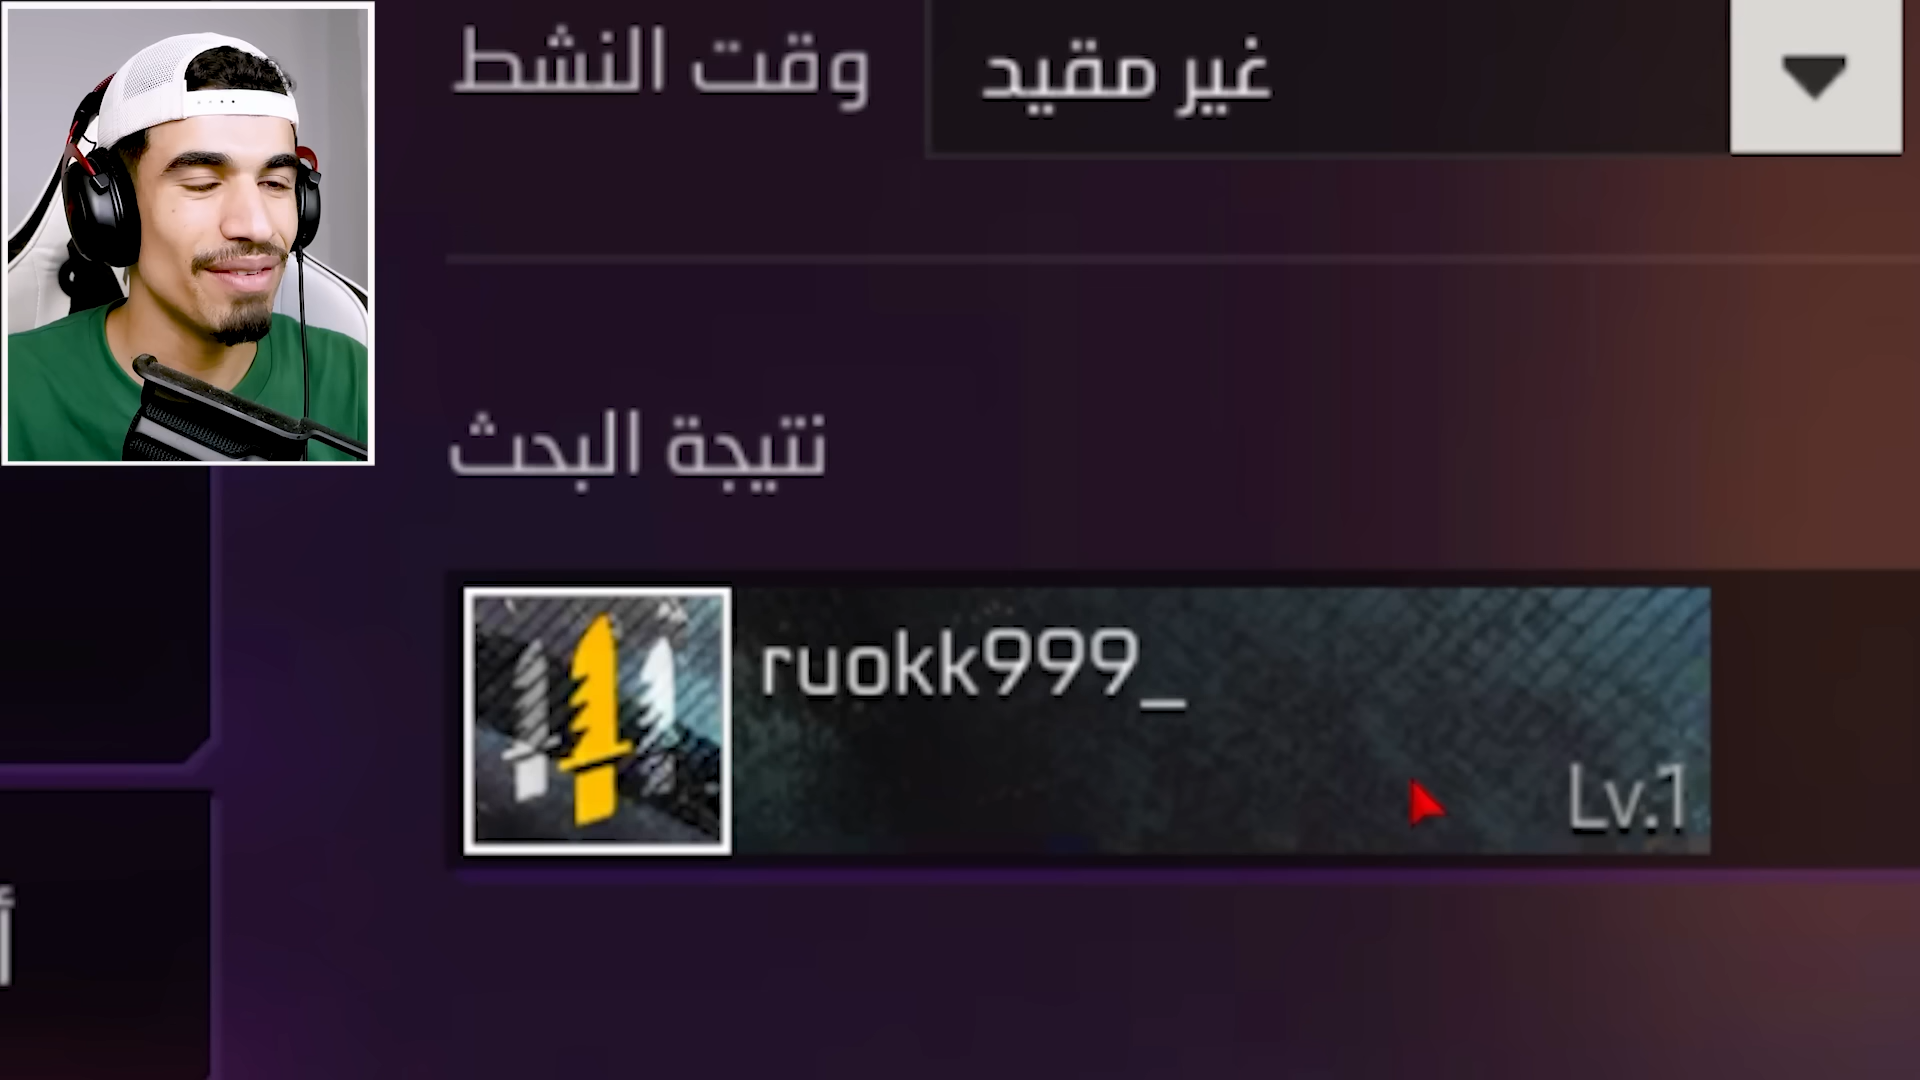 وقت النشط
غير مقيد
نتيجة البحث
ruokk999_
Lv.1
أ